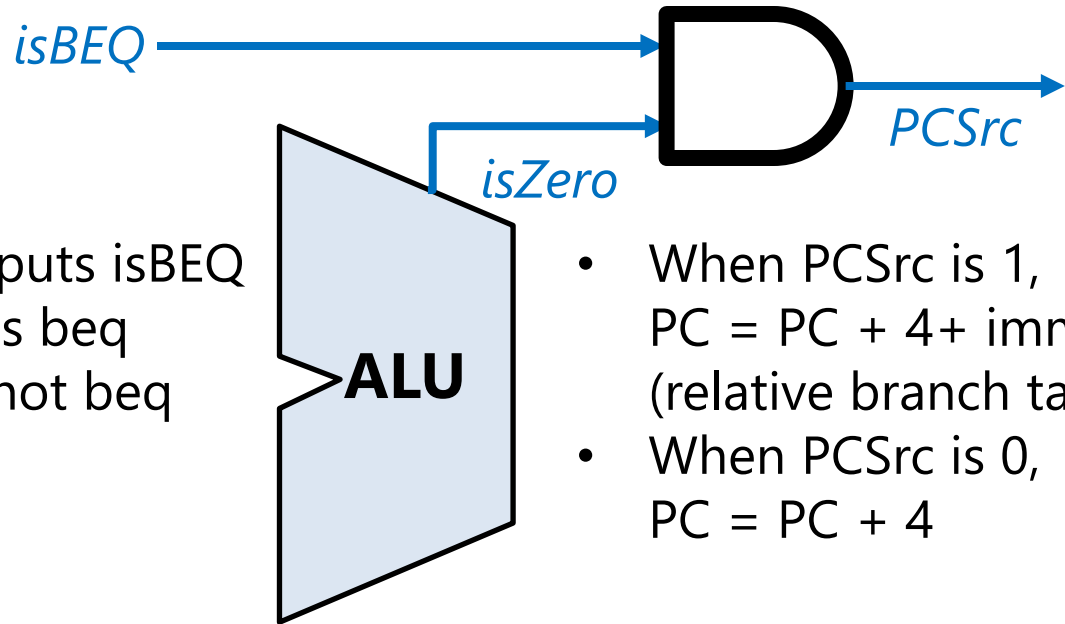 isBEQ
PCSrc
isZero
puts isBEQ
s beq
not beq
ALU
• When PCSrc is 1,
PC = PC + 4+ imm
(relative branch ta
• When PCSrc is 0,
PC = PC + 4